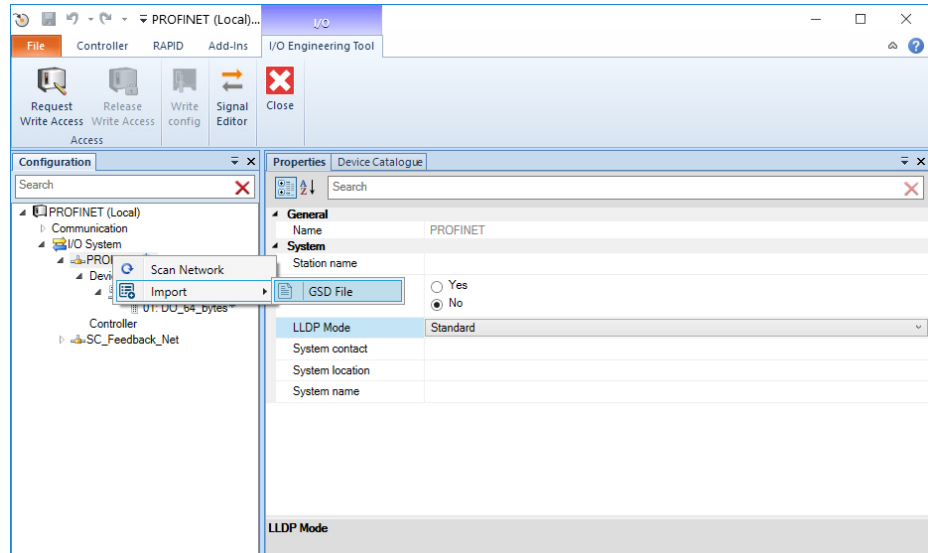 PROFINET (Local)...
I/O
File
Controller
RAPID
Add-Ins
I/O Engineering Tool
Request Write Access
Release Write Access
Write config
Signal Editor
Close
Access
Configuration
Properties
Device Catalogue
Search
Search
PROFINET (Local)
Communication
I/O System
General
Name PROFINET
System
Station name
Scan Network
Import
GSD File
Yes
No
01: DO_64_bytes
Controller
SC_Feedback_Net
LLDP Mode Standard
System contact
System location
System name
LLDP Mode